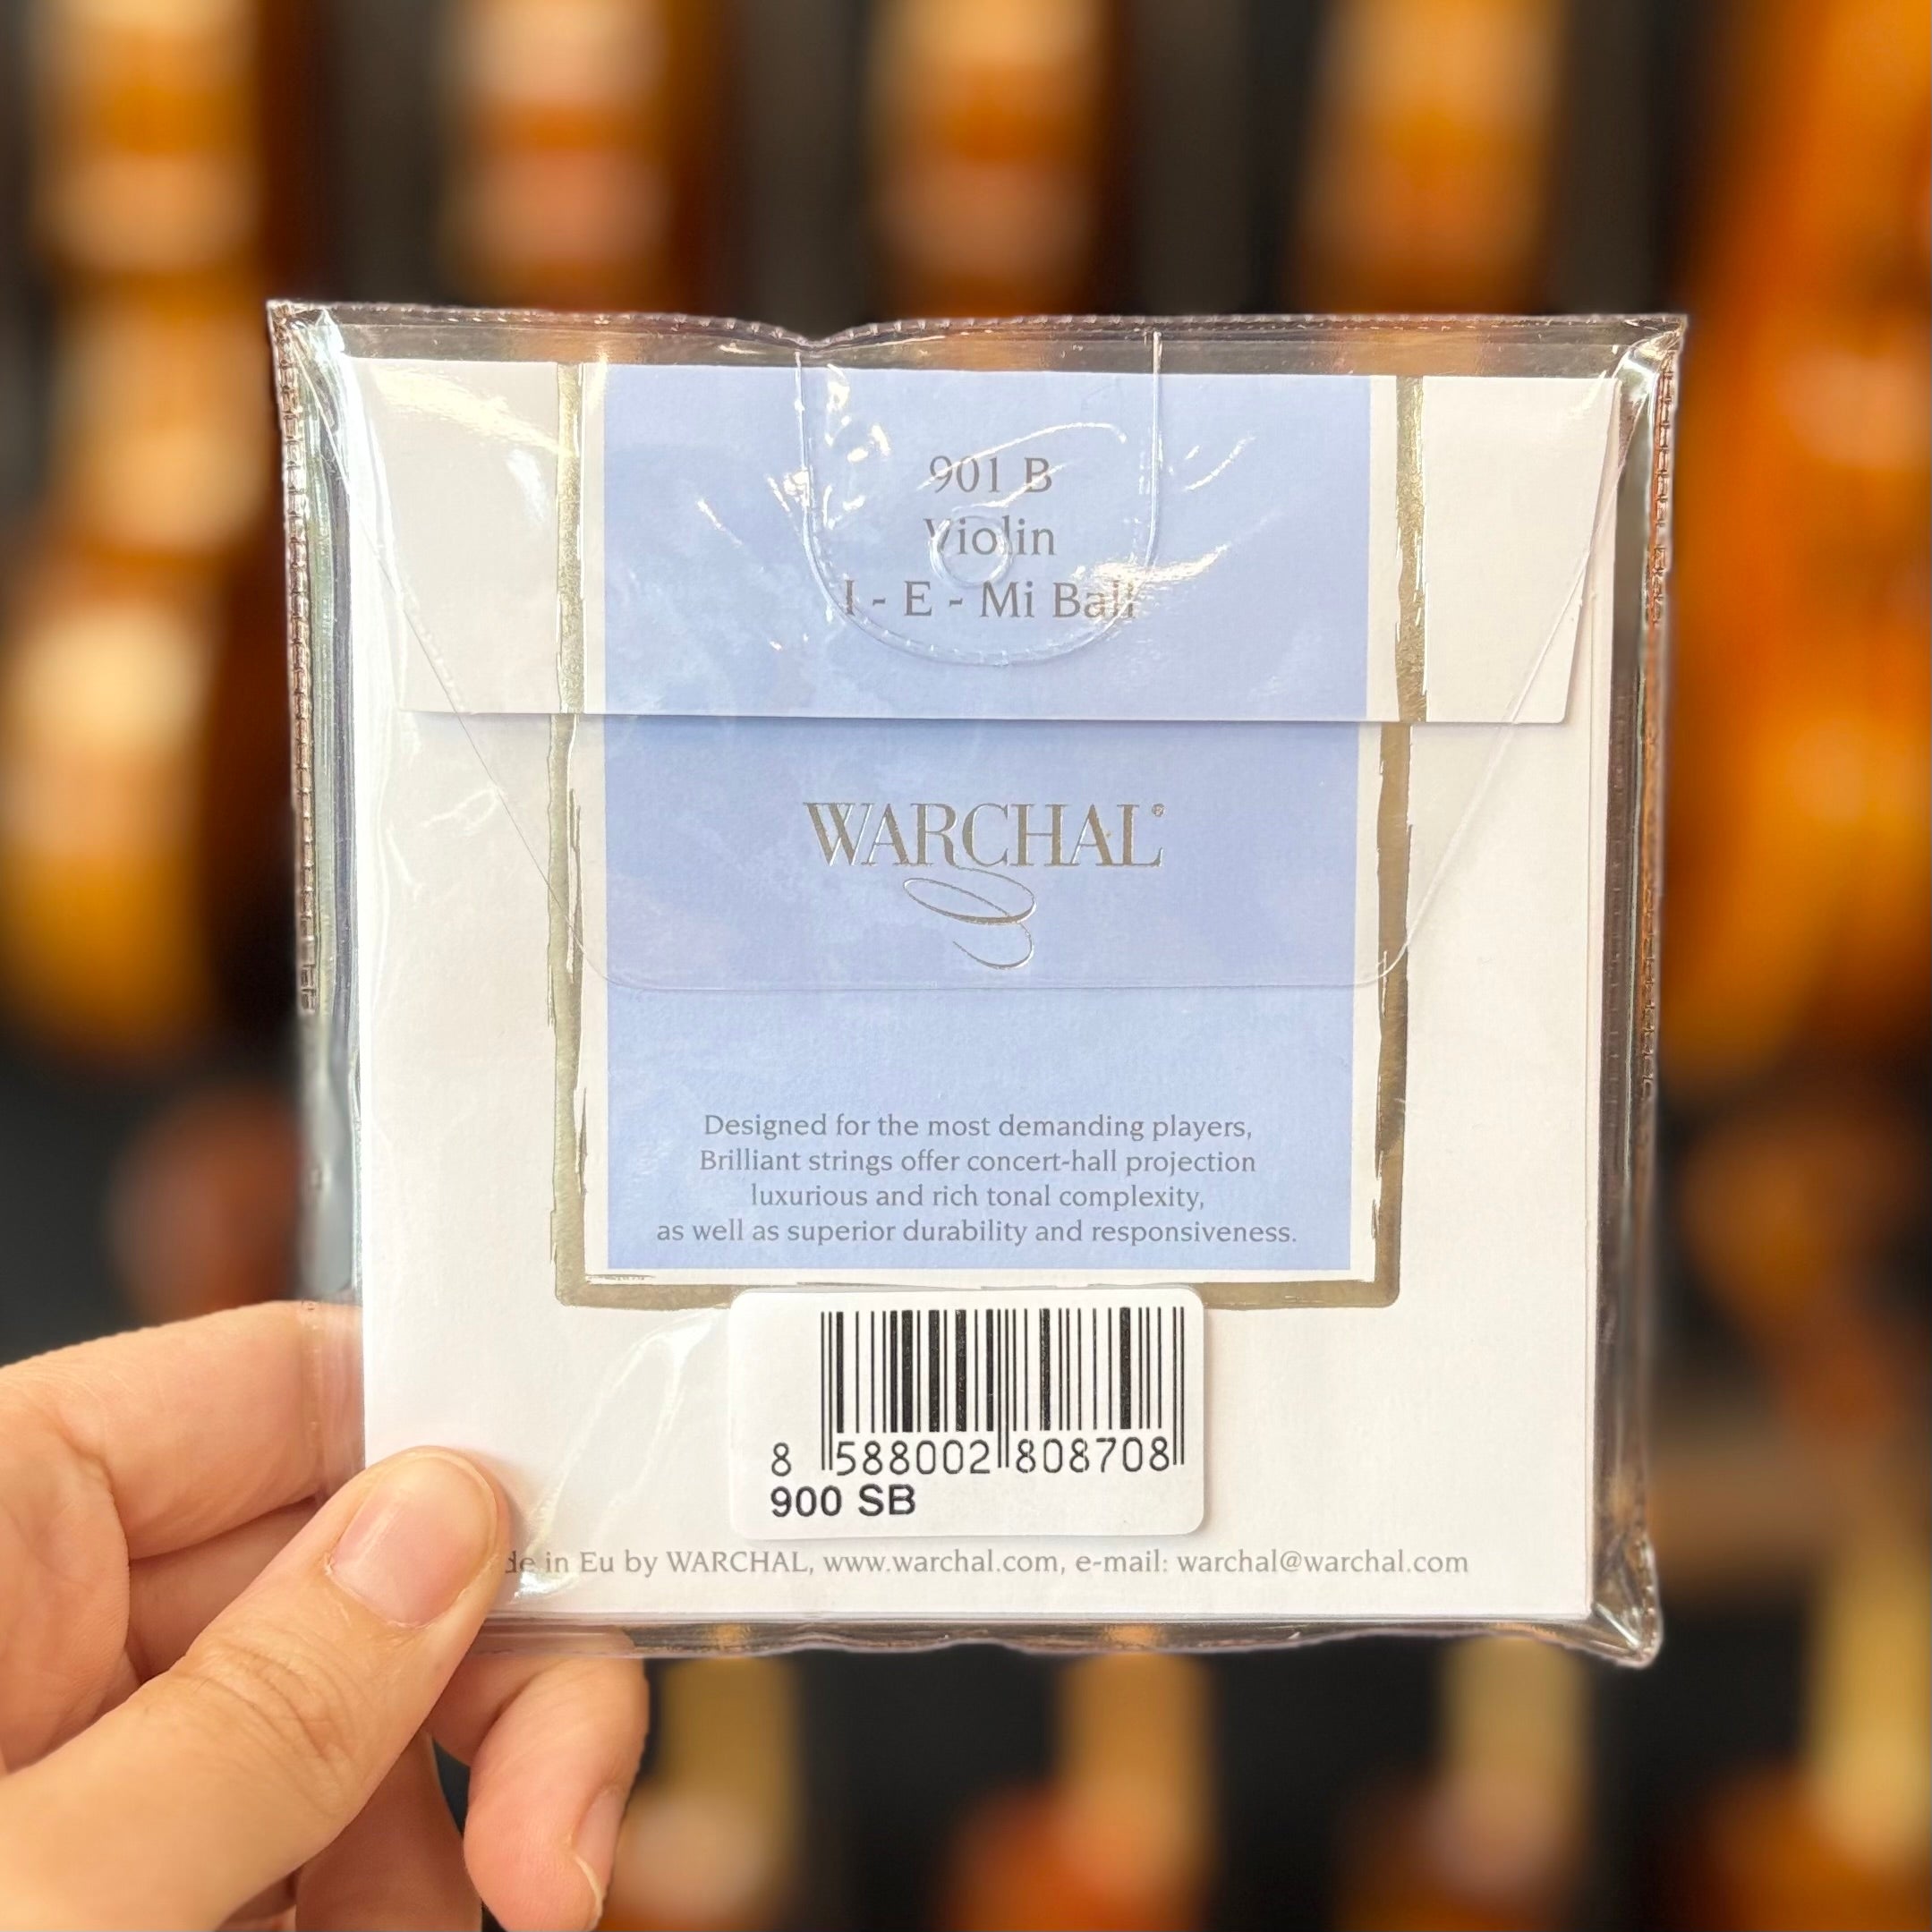 901 B
Violin
I - E - Mi Ball
WARCHAL®
Designed for the most demanding players,
Brilliant strings offer concert-hall projection
luxurious and rich tonal complexity,
as well as superior durability and responsiveness.
8 588002 808708
900 SB
de in Eu by WARCHAL, www.warchal.com, e-mail: warchal@warchal.com